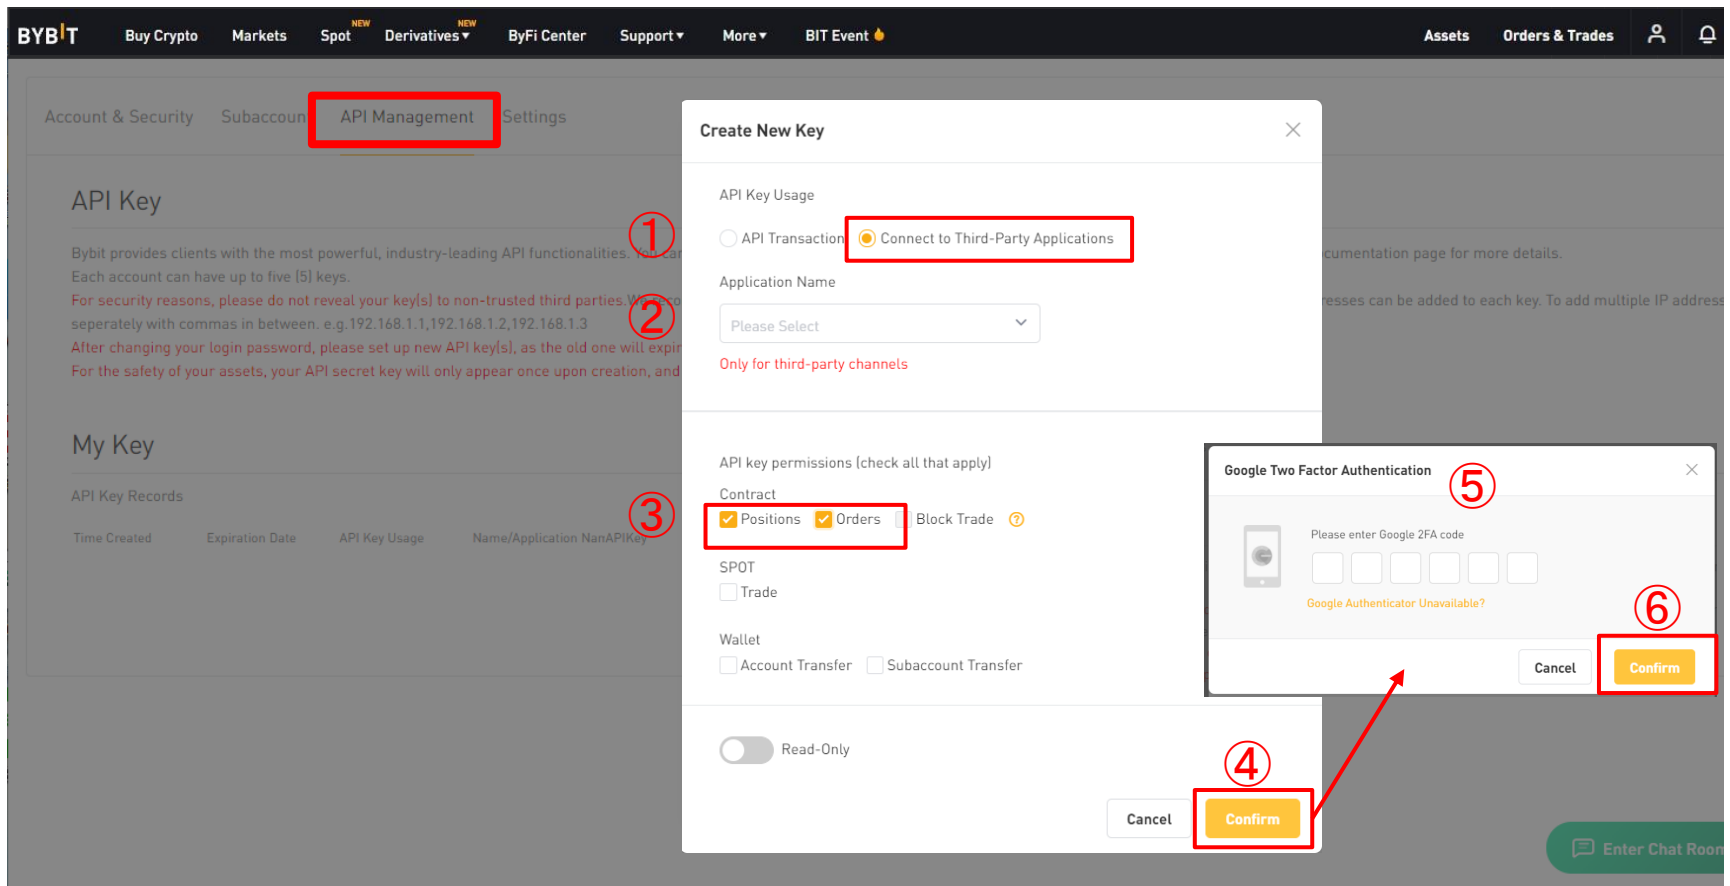 BYBIT Buy Crypto Markets Spot NEW Derivatives NEW ByFi Center Support More BIT Event Assets Orders & Trades
Account & Security Subaccoun API Management Settings
API Key
Bybit provides clients with the most powerful, industry-leading API functionalities. You can
cumentation page for more details.
Each account can have up to five (5) keys.
For security reasons, please do not reveal your key(s) to non-trusted third parties.We reco
resses can be added to each key. To add multiple IP address
seperately with commas in between. e.g.192.168.1.1,192.168.1.2,192.168.1.3
After changing your login password, please set up new API key(s), as the old one will expir
For the safety of your assets, your API secret key will only appear once upon creation, and
My Key
API Key Records
Time Created Expiration Date API Key Usage Name/Application Nan APIKey
Create New Key
API Key Usage
① API Transaction Connect to Third-Party Applications
Application Name
② Please Select
Only for third-party channels
API key permissions (check all that apply)
Contract
③ Positions Orders Block Trade ?
SPOT
Trade
Wallet
Account Transfer Subaccount Transfer
Read-Only
④
Cancel Confirm
Google Two Factor Authentication ⑤
Please enter Google 2FA code
Google Authenticator Unavailable?
⑥
Cancel Confirm
Enter Chat Room